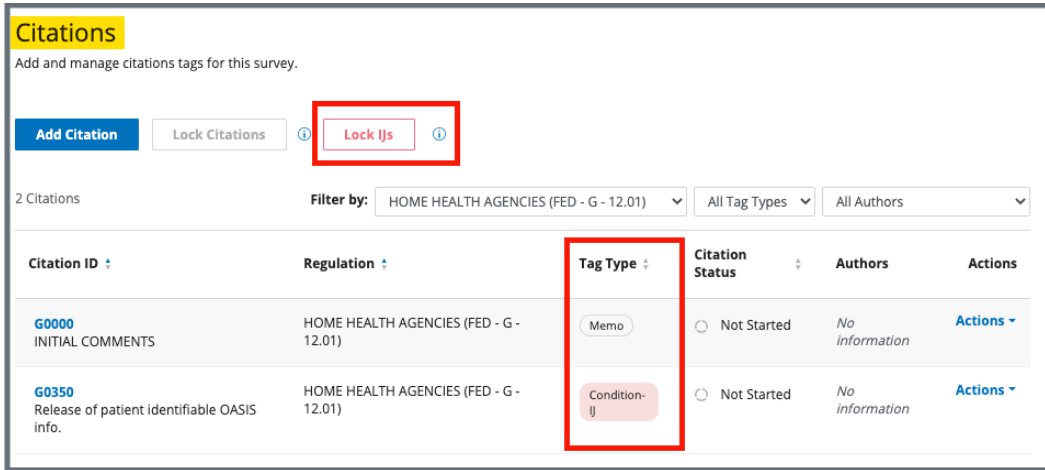 Citations
Add and manage citations tags for this survey.
Add Citation Lock Citations Lock IJs
2 Citations Filter by: HOME HEALTH AGENCIES (FED - G - 12.01) All Tag Types All Authors
Citation ID Regulation Tag Type Citation Status Authors Actions
G0000 HOME HEALTH AGENCIES (FED - G - Memo Not Started No Actions
INITIAL COMMENTS 12.01) information
G0350 HOME HEALTH AGENCIES (FED - G - Condition- Not Started No Actions
Release of patient identifiable OASIS 12.01) IJ information
info.